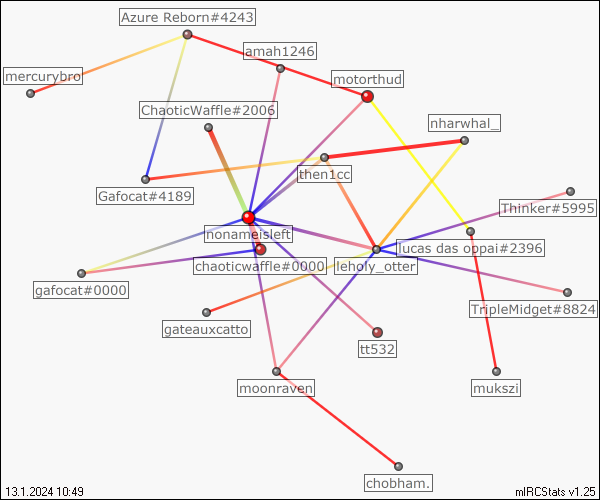 Azure Reborn#4243
amah1246
mercurybro
motorthud
ChaoticWaffle#2006
nharwhal_
then1cc
Gafocat#4189
Thinker#5995
nonameisleft
lucas das oppai#2396
chaoticwaffle#0000
leholy_otter
gafocat#0000
TripleMidget#8824
gateauxcatto
tt532
moonraven
mukszi
chobham.
13.1.2024 10:49
mIRCStats v1.25